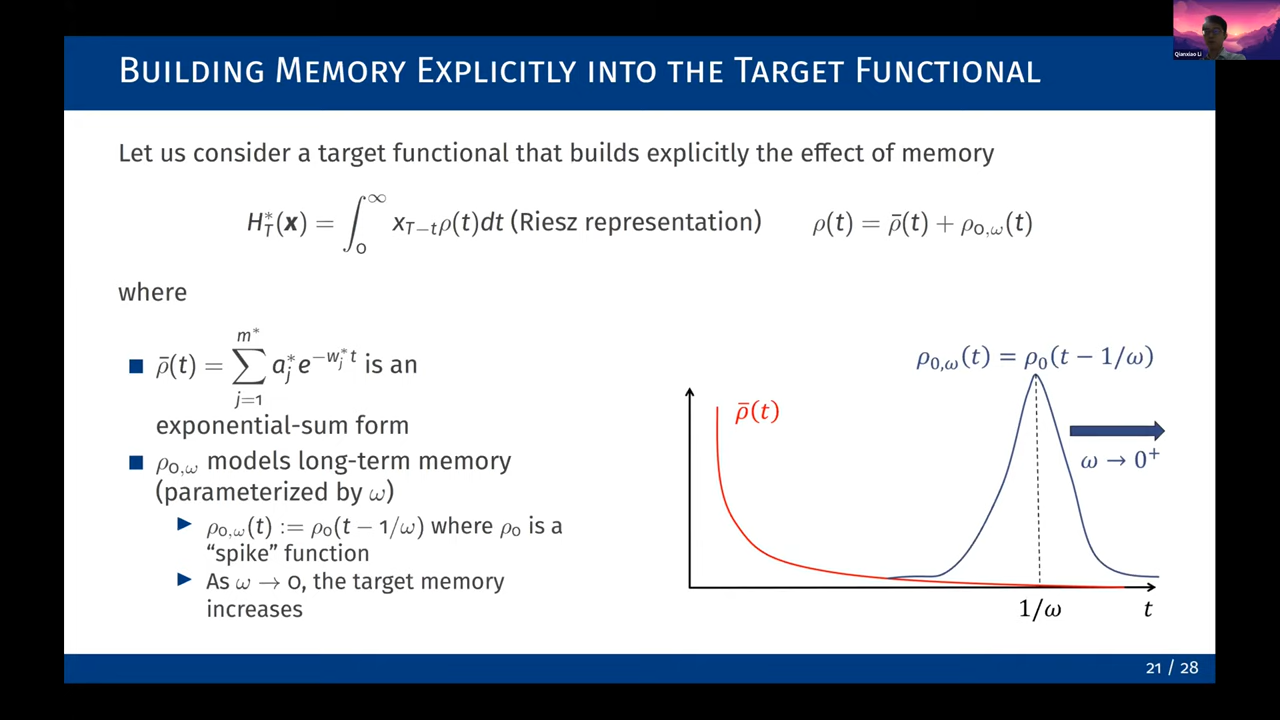 Qianxiao Li
Building Memory Explicitly into the Target Functional
Let us consider a target functional that builds explicitly the effect of memory
H*_T(x) = ∫_0^∞ x_{T−t}ρ(t)dt (Riesz representation) ρ(t) = ρ̄(t) + ρ_{0,ω}(t)
where
ρ̄(t) = ∑_{j=1}^{m*} a*_j e^{−w*_j t} is an
exponential-sum form
ρ_{0,ω} models long-term memory
(parameterized by ω)
ρ_{0,ω}(t) := ρ_0(t − 1/ω) where ρ_0 is a
“spike” function
As ω → 0, the target memory
increases
ρ_{0,ω}(t) = ρ_0(t − 1/ω)
ρ̄(t)
ω → 0⁺
1/ω
t
21 / 28